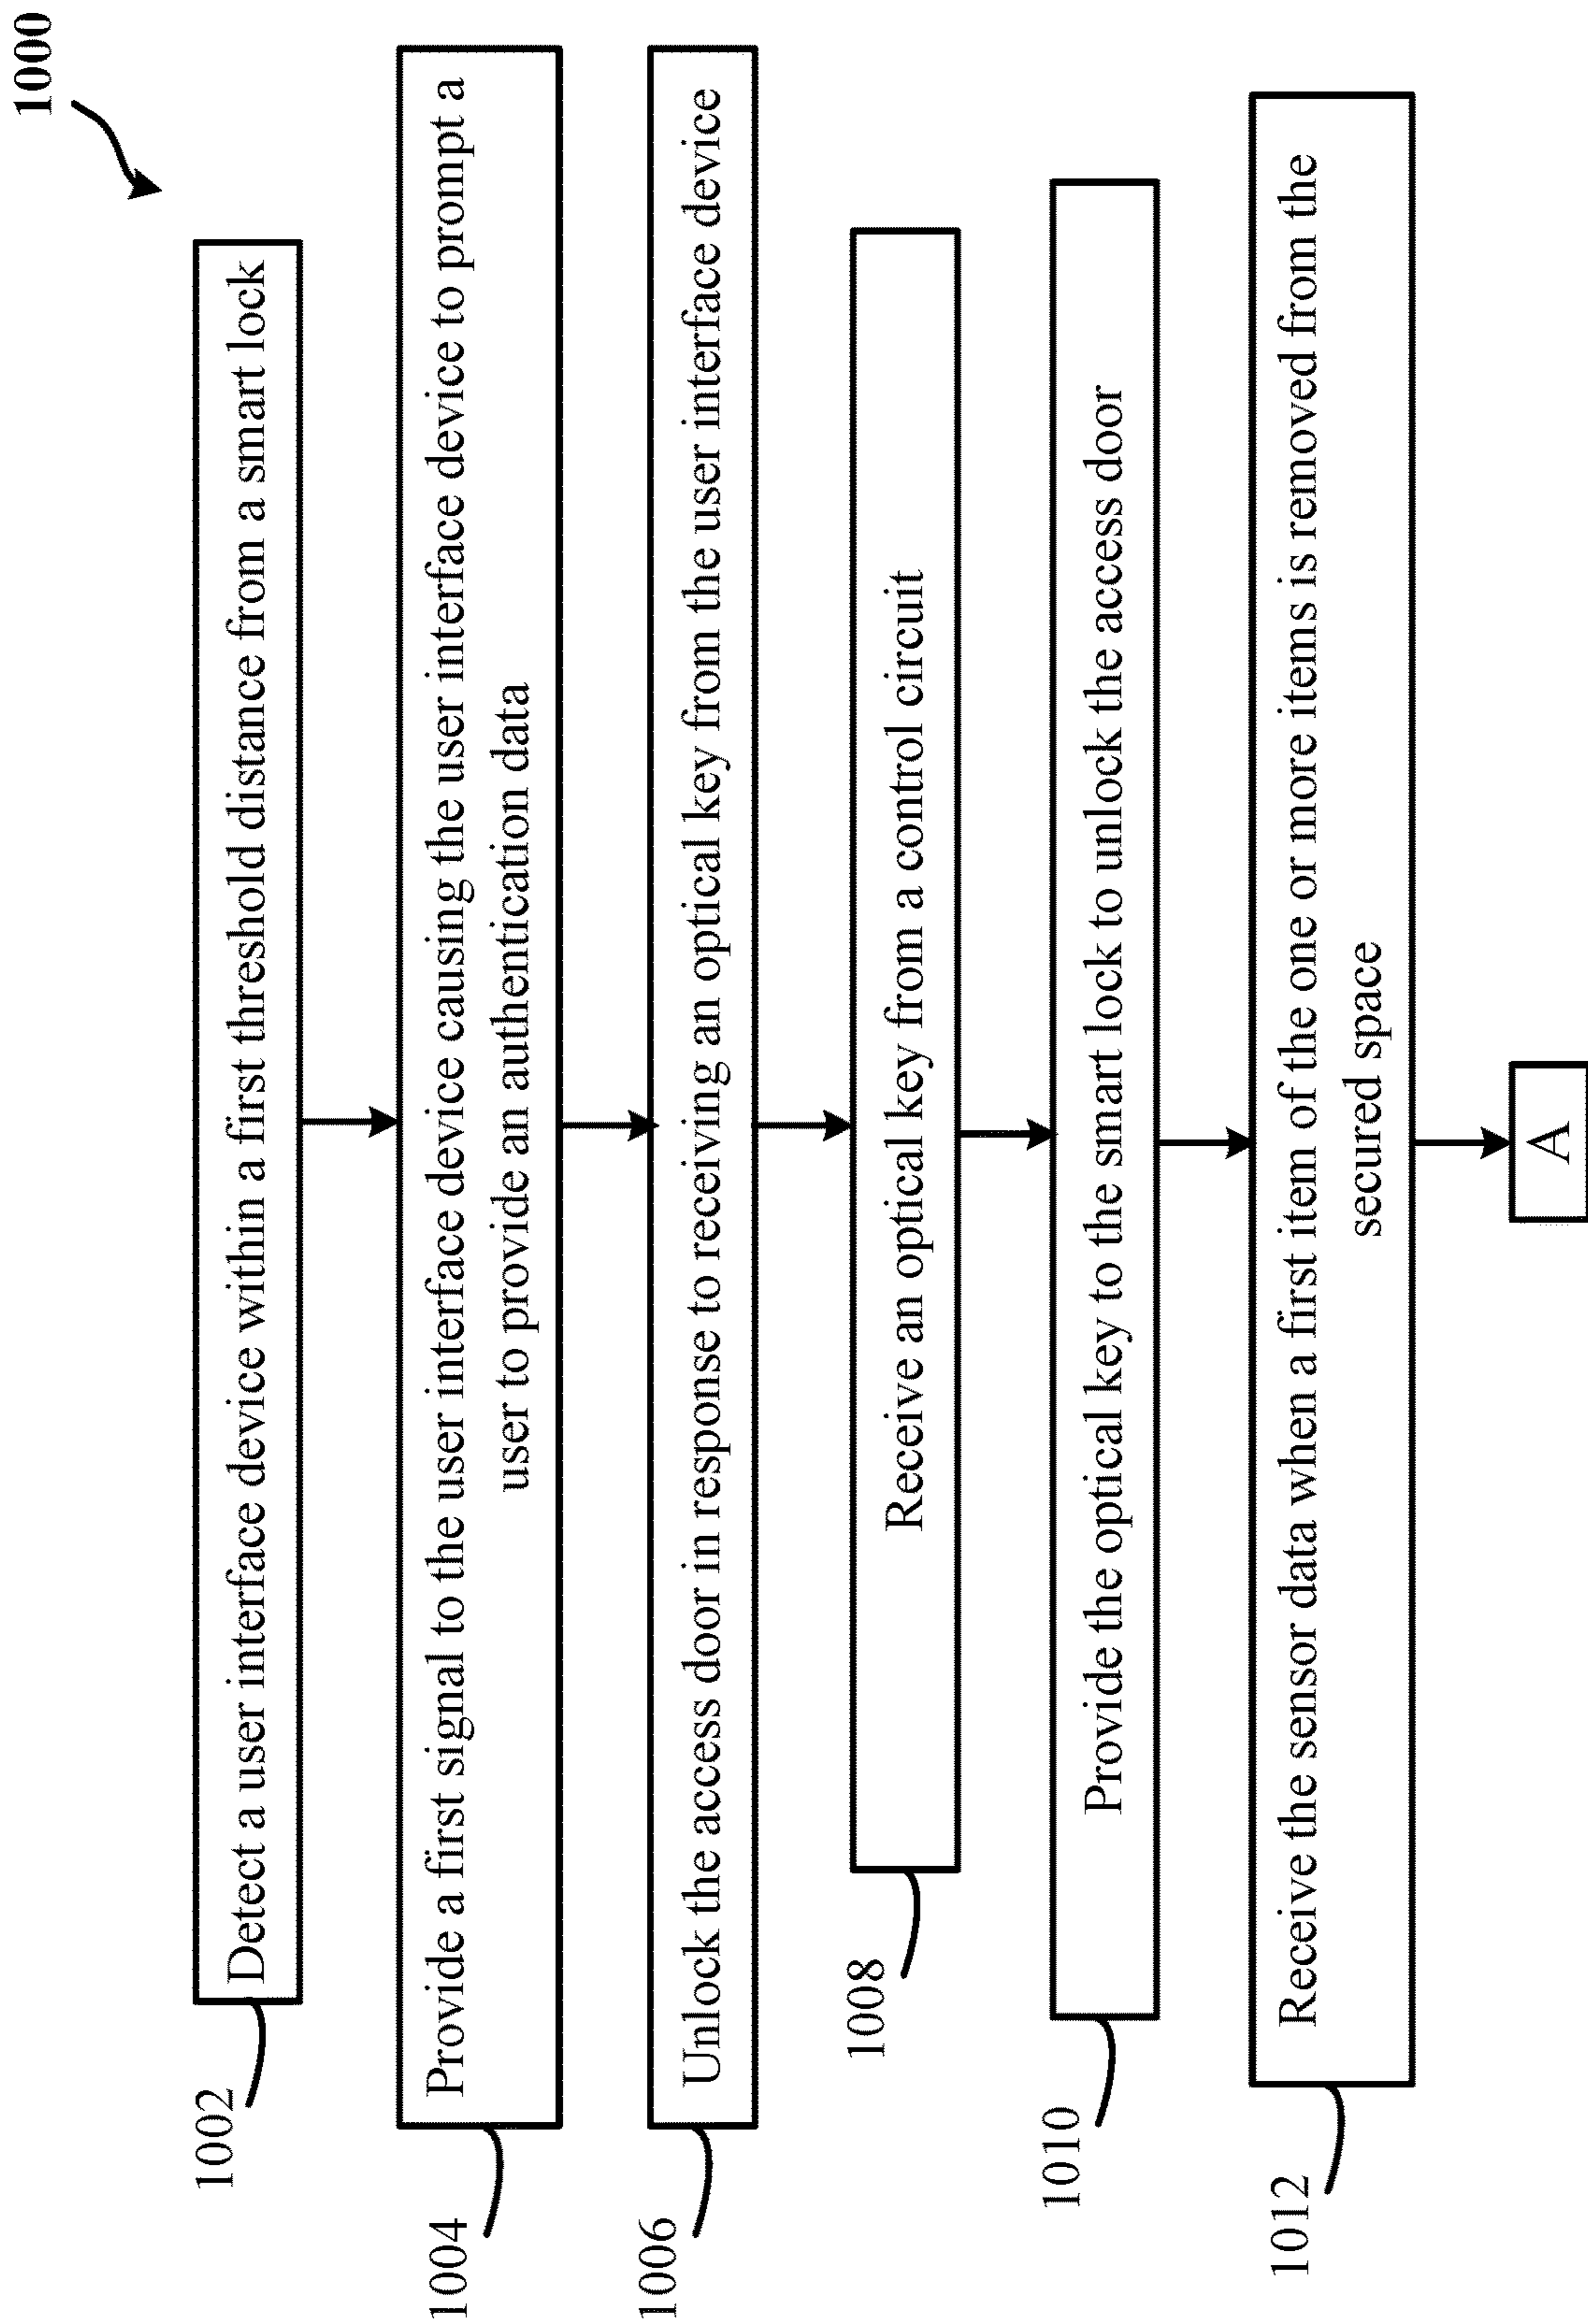 1000
1002
Detect a user interface device within a first threshold distance from a smart lock
1004
Provide a first signal to the user interface device causing the user interface device to prompt a
user to provide an authentication data
1006
Unlock the access door in response to receiving an optical key from the user interface device
1008
Receive an optical key from a control circuit
1010
Provide the optical key to the smart lock to unlock the access door
1012
Receive the sensor data when a first item of the one or more items is removed from the
secured space
A